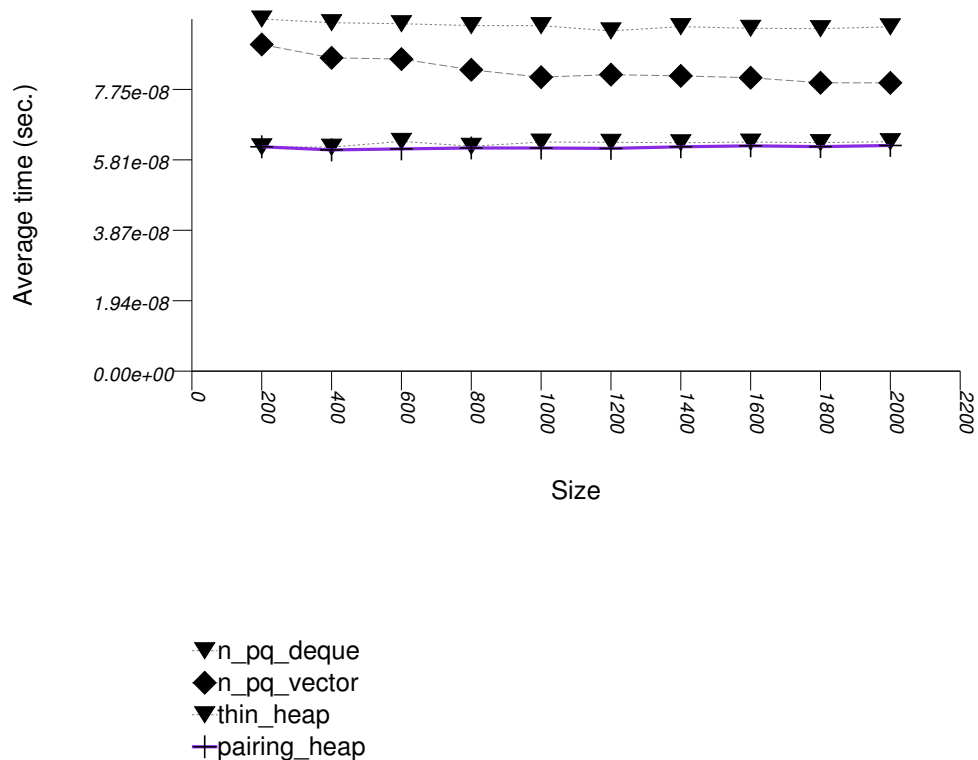 Average time (sec.)
7.75e-08
5.81e-08
3.87e-08
1.94e-08
0.00e+00
0 200 400 600 800 1000 1200 1400 1600 1800 2000 2200
Size
n_pq_deque
n_pq_vector
thin_heap
pairing_heap